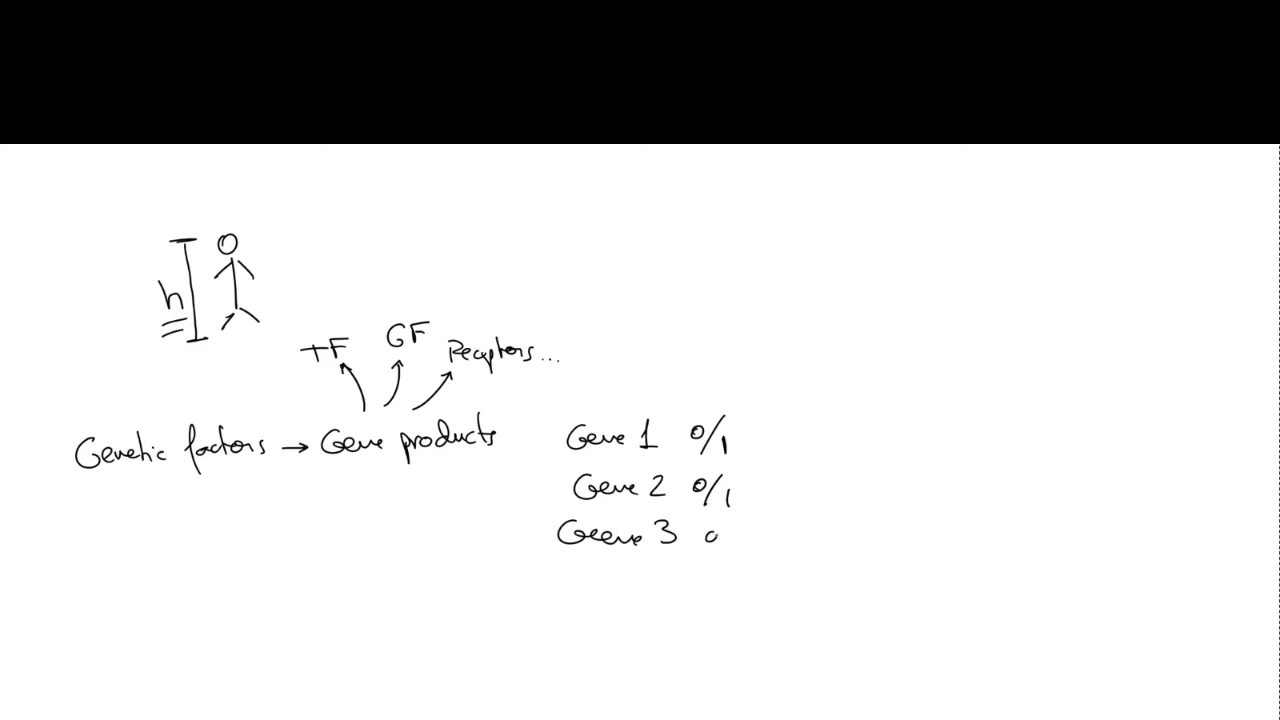 h
TF GF Receptors...
Genetic factors → Gene products
Gene 1 0/1
Gene 2 0/1
Gene 3 0